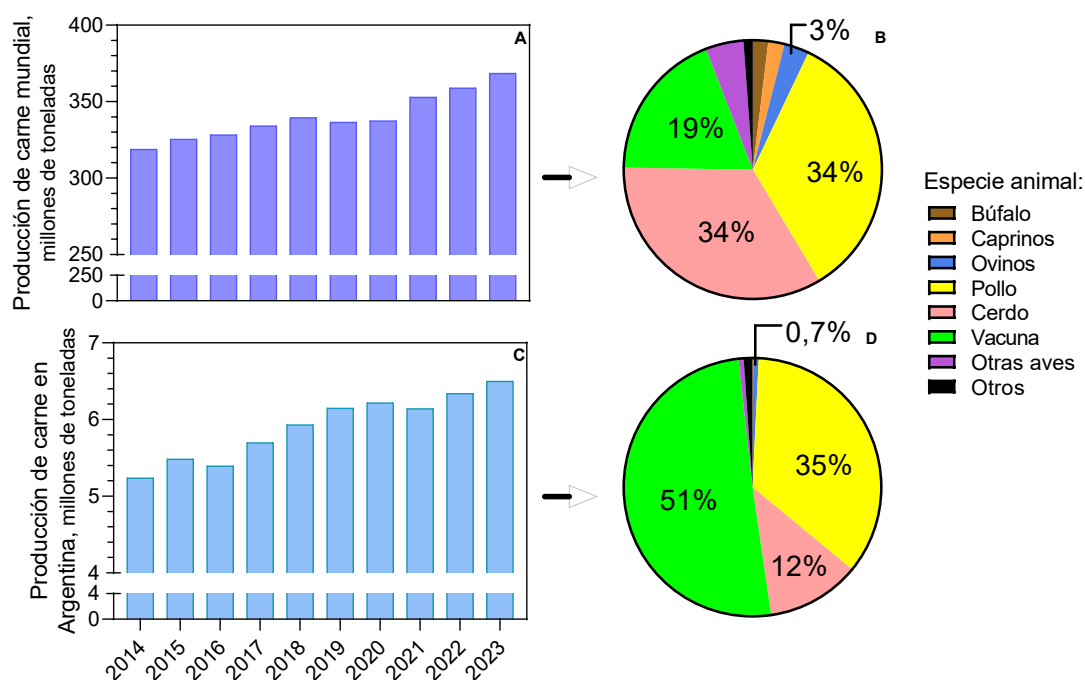 Producción de carne mundial,
millones de toneladas
400
350
300
250
250
0
A
B
3%
34%
34%
19%
Especie animal:
Búfalo
Caprinos
Ovinos
Pollo
Cerdo
Vacuna
Otras aves
Otros
Producción de carne en
Argentina, millones de toneladas
7
6
5
4
4
0
C
2014
2015
2016
2017
2018
2019
2020
2021
2022
2023
D
0,7%
35%
12%
51%